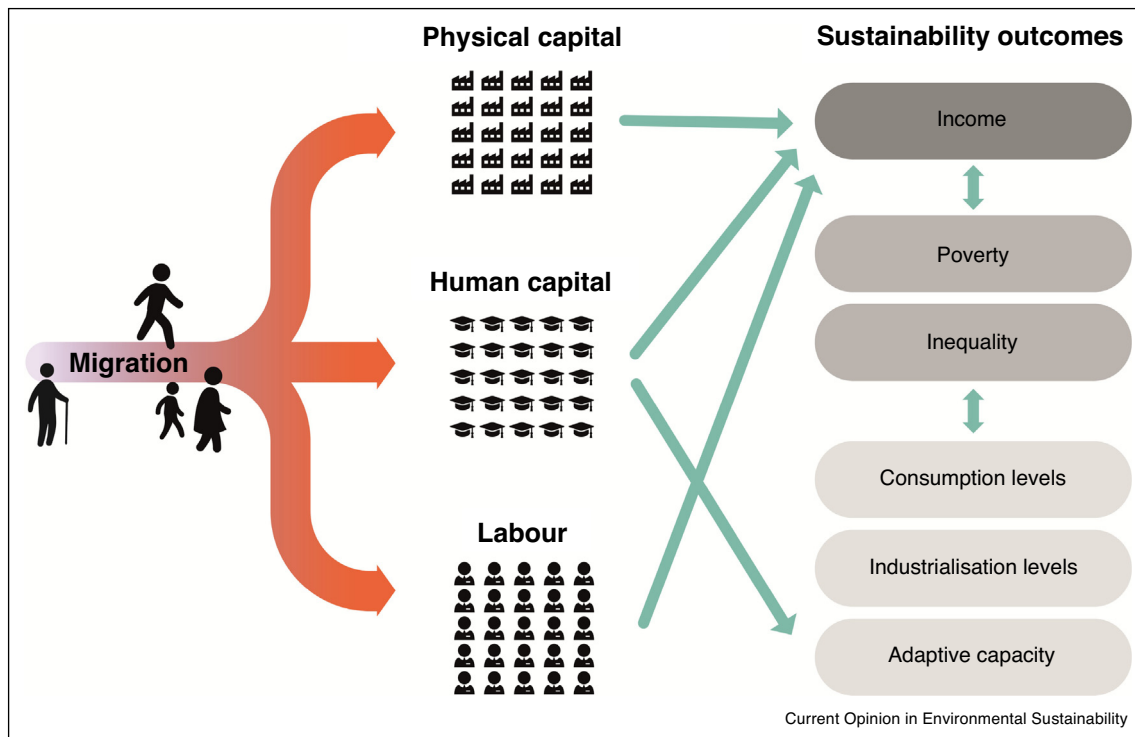 Physical capital
Sustainability outcomes
Income
Poverty
Human capital
Inequality
Migration
Consumption levels
Labour
Industrialisation levels
Adaptive capacity
Current Opinion in Environmental Sustainability